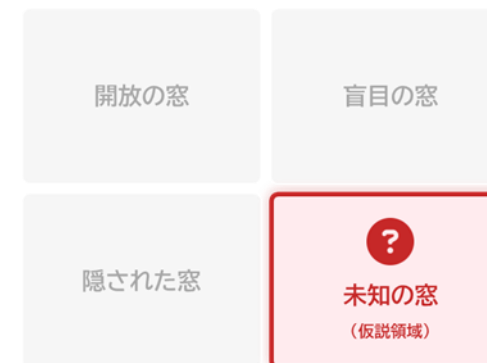 開放の窓
盲目の窓
隠された窓
?
未知の窓
（仮説領域）